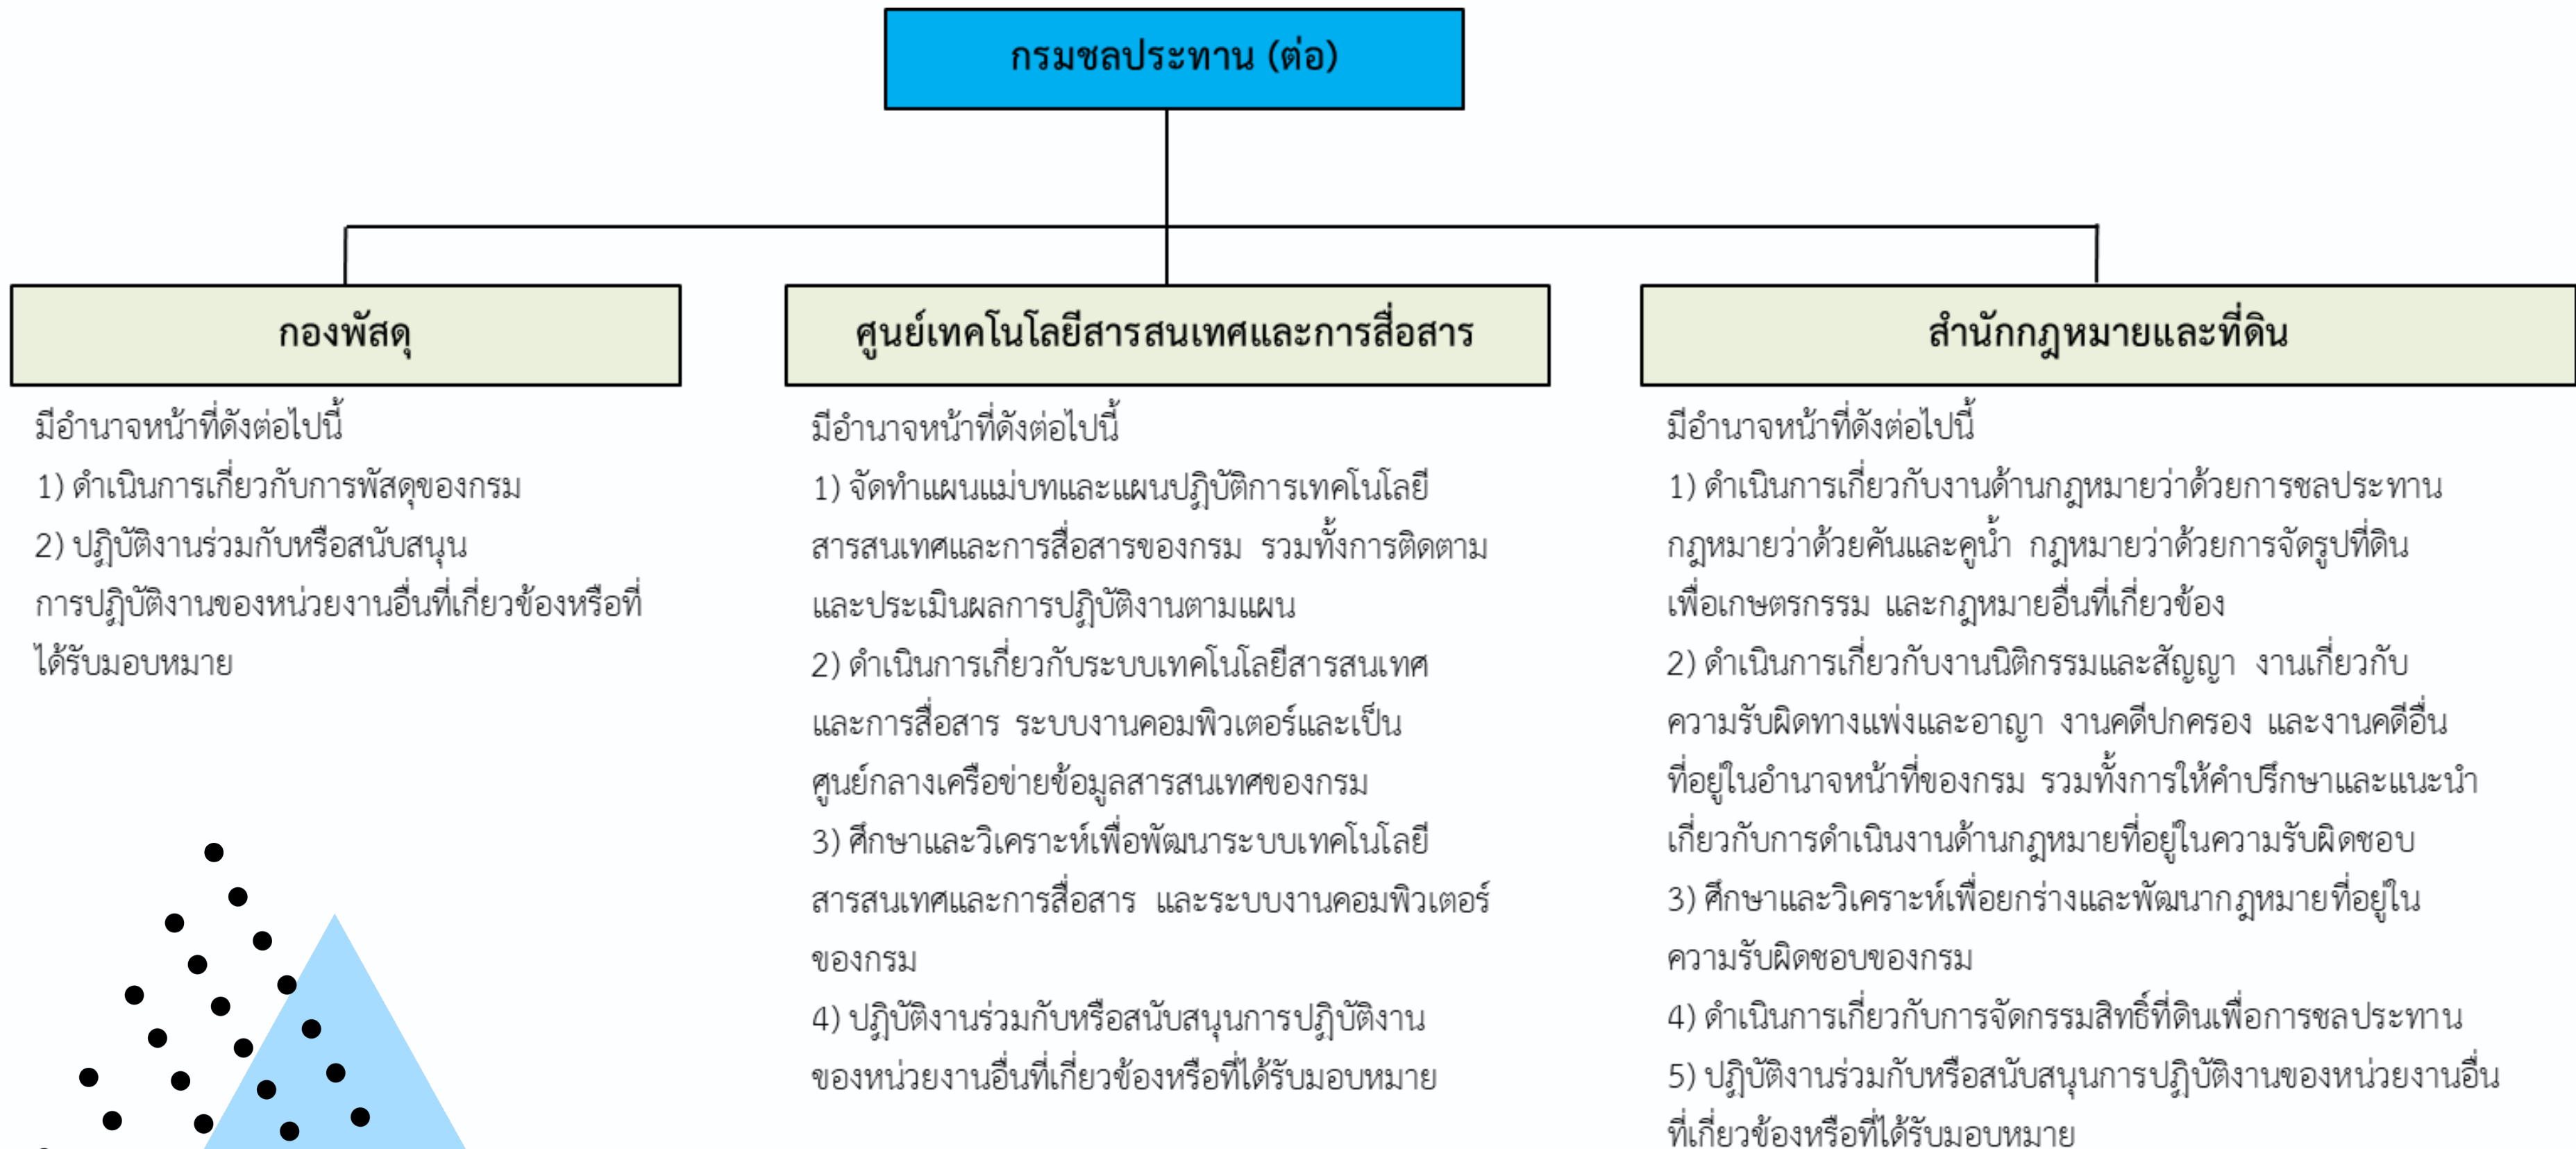 กรมชลประทาน (ต่อ)
กองพัสดุ
มีอำนาจหน้าที่ดังต่อไปนี้
1) ดำเนินการเกี่ยวกับการพัสดุของกรม
2) ปฏิบัติงานร่วมกับหรือสนับสนุน
การปฏิบัติงานของหน่วยงานอื่นที่เกี่ยวข้องหรือที่
ได้รับมอบหมาย
ศูนย์เทคโนโลยีสารสนเทศและการสื่อสาร
มีอำนาจหน้าที่ดังต่อไปนี้
1) จัดทำแผนแม่บทและแผนปฏิบัติการเทคโนโลยี
สารสนเทศและการสื่อสารของกรม รวมทั้งการติดตาม
และประเมินผลการปฏิบัติงานตามแผน
2) ดำเนินการเกี่ยวกับระบบเทคโนโลยีสารสนเทศ
และการสื่อสาร ระบบงานคอมพิวเตอร์และเป็น
ศูนย์กลางเครือข่ายข้อมูลสารสนเทศของกรม
3) ศึกษาและวิเคราะห์เพื่อพัฒนาระบบเทคโนโลยี
สารสนเทศและการสื่อสาร และระบบงานคอมพิวเตอร์
ของกรม
4) ปฏิบัติงานร่วมกับหรือสนับสนุนการปฏิบัติงาน
ของหน่วยงานอื่นที่เกี่ยวข้องหรือที่ได้รับมอบหมาย
สำนักกฎหมายและที่ดิน
มีอำนาจหน้าที่ดังต่อไปนี้
1) ดำเนินการเกี่ยวกับงานด้านกฎหมายว่าด้วยการชลประทาน
กฎหมายว่าด้วยคันและคูน้ำ กฎหมายว่าด้วยการจัดรูปที่ดิน
เพื่อเกษตรกรรม และกฎหมายอื่นที่เกี่ยวข้อง
2) ดำเนินการเกี่ยวกับงานนิติกรรมและสัญญา งานเกี่ยวกับ
ความรับผิดทางแพ่งและอาญา งานคดีปกครอง และงานคดีอื่น
ที่อยู่ในอำนาจหน้าที่ของกรม รวมทั้งการให้คำปรึกษาและแนะนำ
เกี่ยวกับการดำเนินงานด้านกฎหมายที่อยู่ในความรับผิดชอบ
3) ศึกษาและวิเคราะห์เพื่อยกร่างและพัฒนากฎหมายที่อยู่ใน
ความรับผิดชอบของกรม
4) ดำเนินการเกี่ยวกับการจัดกรรมสิทธิ์ที่ดินเพื่อการชลประทาน
5) ปฏิบัติงานร่วมกับหรือสนับสนุนการปฏิบัติงานของหน่วยงานอื่น
ที่เกี่ยวข้องหรือที่ได้รับมอบหมาย